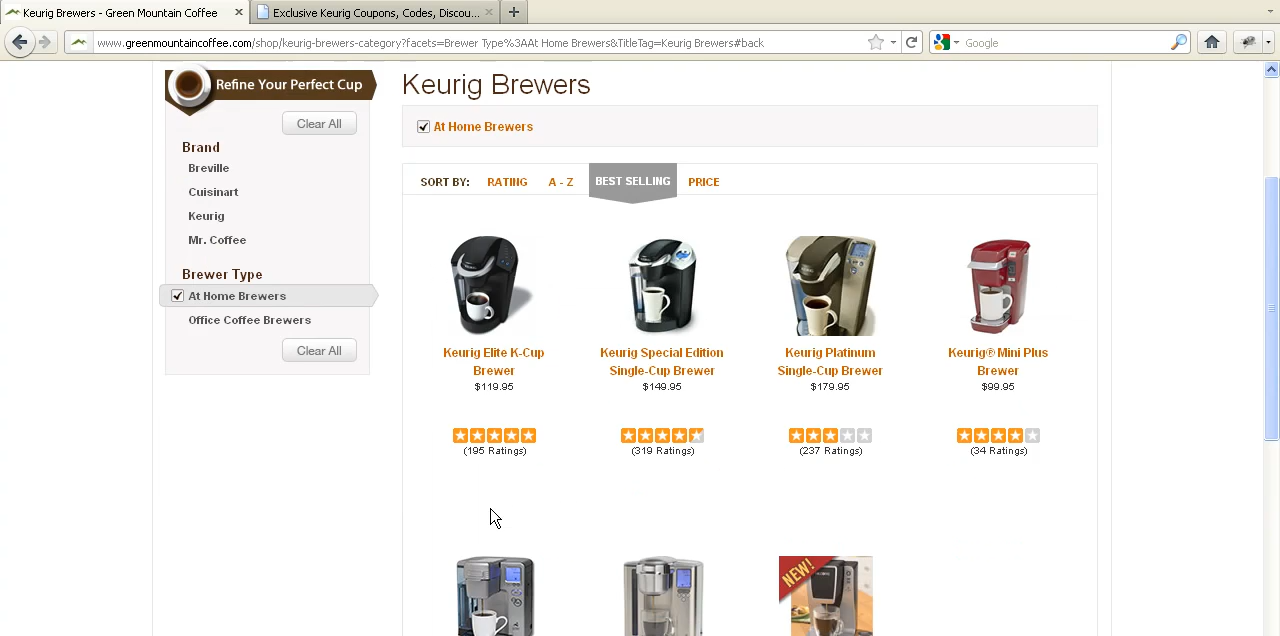 Keurig Brewers - Green Mountain Coffee
Exclusive Keurig Coupons, Codes, Discou...
www.greenmountaincoffee.com/shop/keurig-brewers-category?facets=Brewer Type%3AAt Home Brewers&TitleTag=Keurig Brewers#back
Google
Refine Your Perfect Cup
Clear All
Brand
Breville
Cuisinart
Keurig
Mr. Coffee
Brewer Type
At Home Brewers
Office Coffee Brewers
Clear All
Keurig Brewers
At Home Brewers
SORT BY: RATING A - Z BEST SELLING PRICE
Keurig Elite K-Cup
Brewer
$119.95
(195 Ratings)
Keurig Special Edition
Single-Cup Brewer
$149.95
(319 Ratings)
Keurig Platinum
Single-Cup Brewer
$179.95
(237 Ratings)
Keurig® Mini Plus
Brewer
$99.95
(34 Ratings)
NEW!